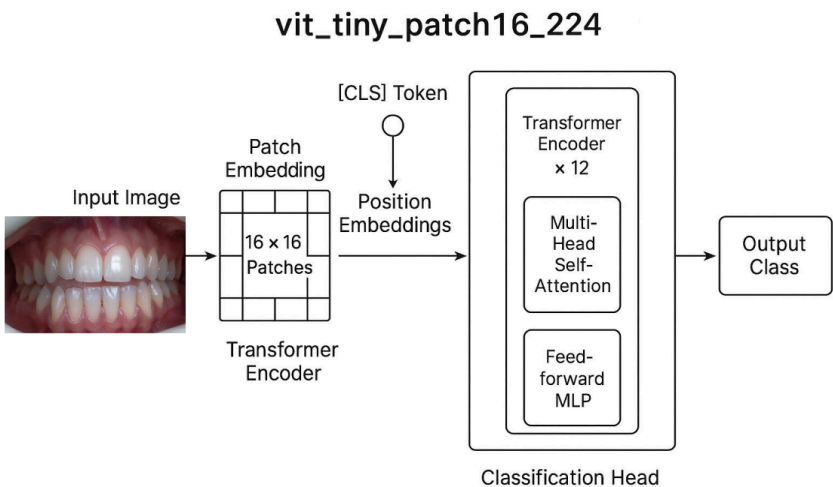 vit_tiny_patch16_224
[CLS] Token
Patch
Embedding
Input Image
16 × 16
Patches
Position
Embeddings
Transformer
Encoder
Transformer
Encoder
× 12
Multi-
Head
Self-
Attention
Feed-
forward
MLP
Output
Class
Classification Head